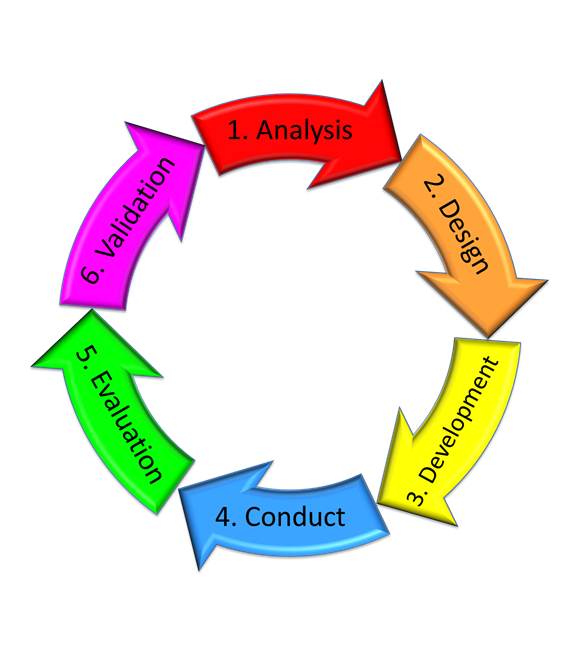 1. Analysis
2. Design
3. Development
4. Conduct
5. Evaluation
6. Validation